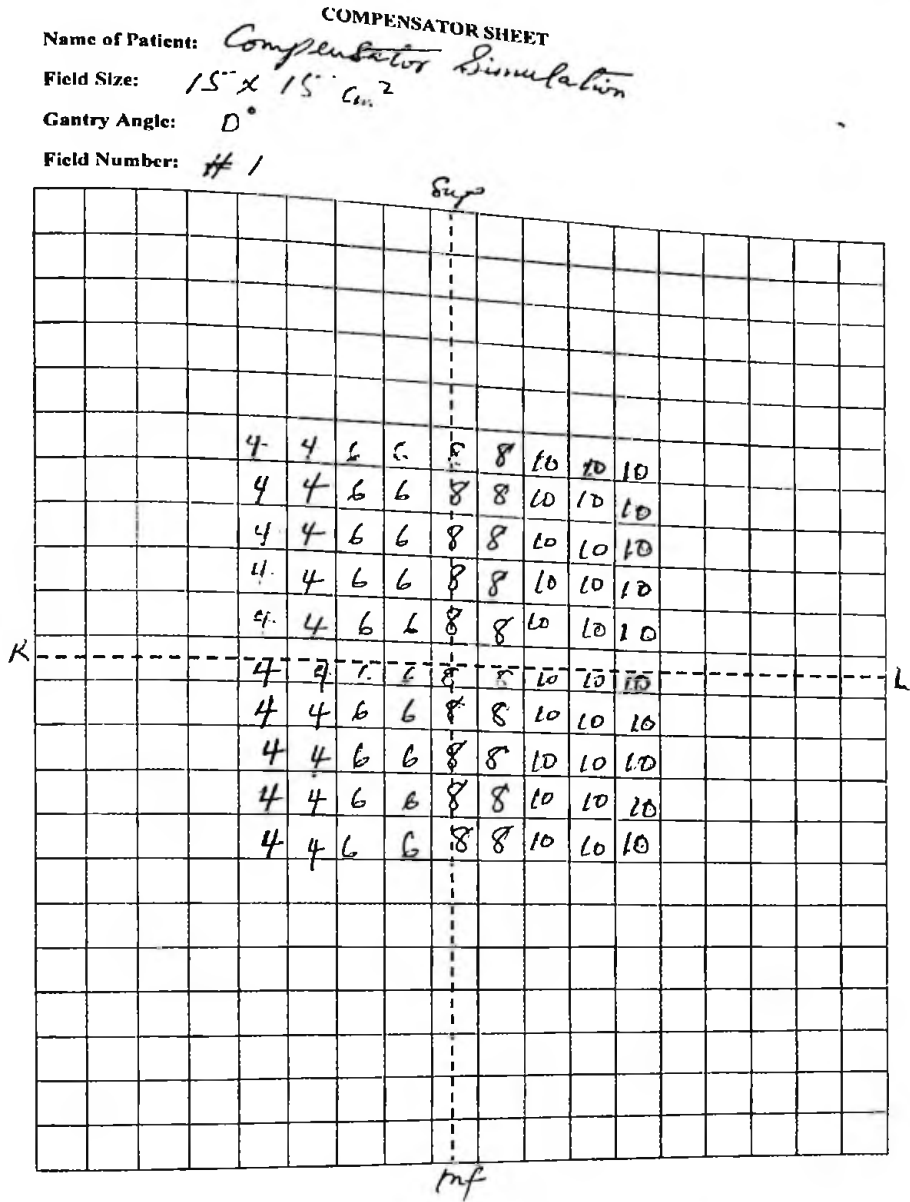 COMPENSATOR SHEET
Name of Patient: Compensator Simulation
Field Size: 15 x 15 cm²
Gantry Angle: 0°
Field Number: # 1
Sup
4 4 6 6 8 8 10 10 10
4 4 6 6 8 8 10 10 10
4 4 6 6 8 8 10 10 10
4 4 6 6 8 8 10 10 10
4 4 6 6 8 8 10 10 10
R L
4 4 6 8 8 10 10 10
4 4 6 6 8 8 10 10 10
4 4 6 6 8 8 10 10 10
4 4 6 6 8 8 10 10 10
4 4 6 6 8 8 10 10 10
Inf